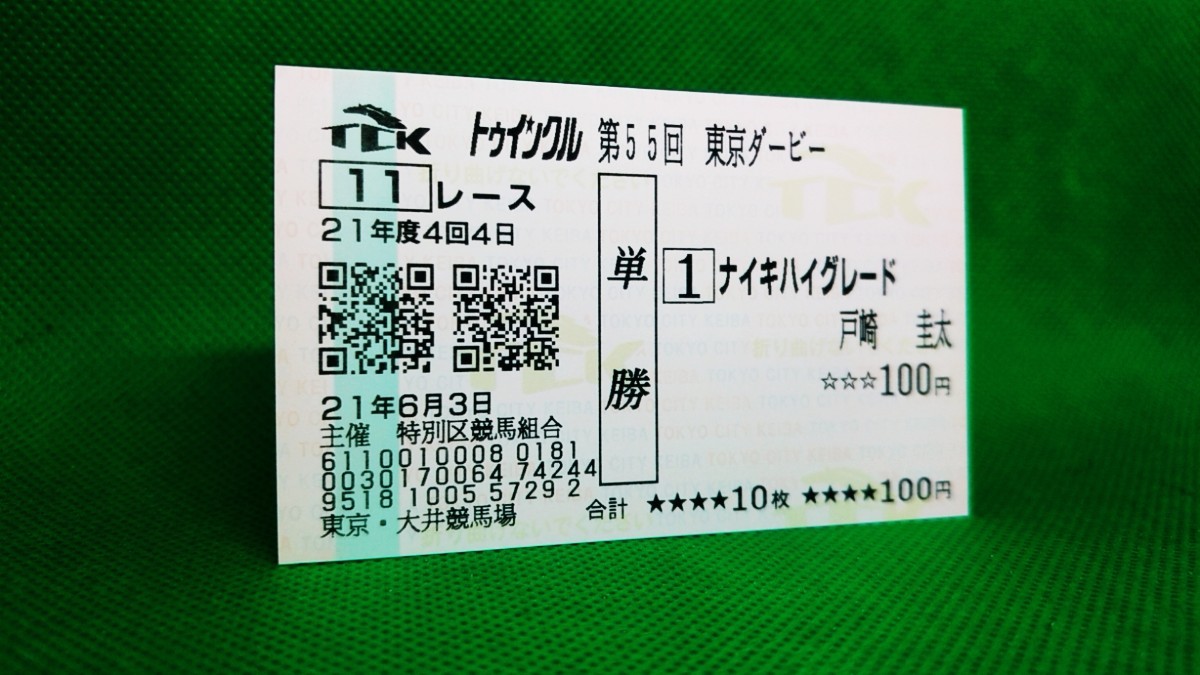 TCK トゥインクル 第55回 東京ダービー
11 レース
21年度4回4日
単勝
1 ナイキハイグレード
戸崎 圭太
☆☆☆100円
21年6月3日
主催 特別区競馬組合
6110010008 0181
0030170064 74244
9518 1005 57292
東京・大井競馬場
合計 ★★★★10枚 ★★★★100円